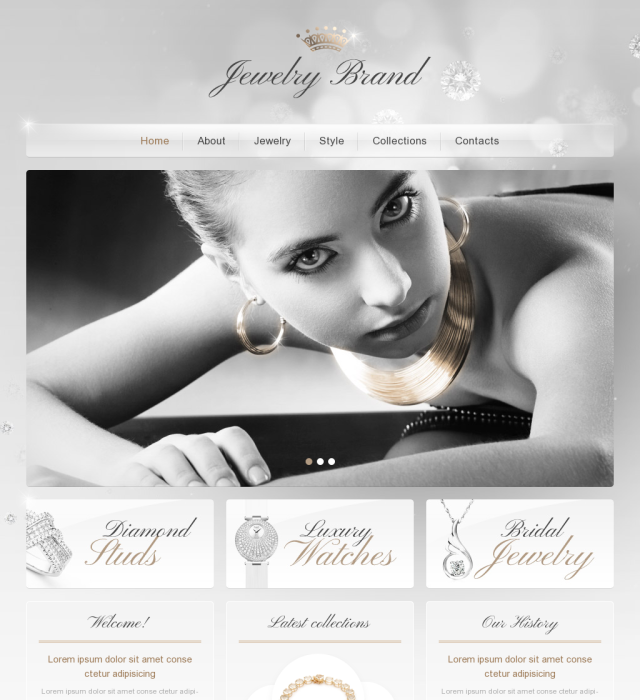 Jewelry Brand
Home About Jewelry Style Collections Contacts
Diamond
Studs
Luxury
Watches
Bridal
Jewelry
Welcome!
Lorem ipsum dolor sit amet conse
ctetur adipisicing
Lorem ipsum dolor sit amet conse ctetur adipi-
Latest collections
Our History
Lorem ipsum dolor sit amet conse
ctetur adipisicing
Lorem ipsum dolor sit amet conse ctetur adipi-